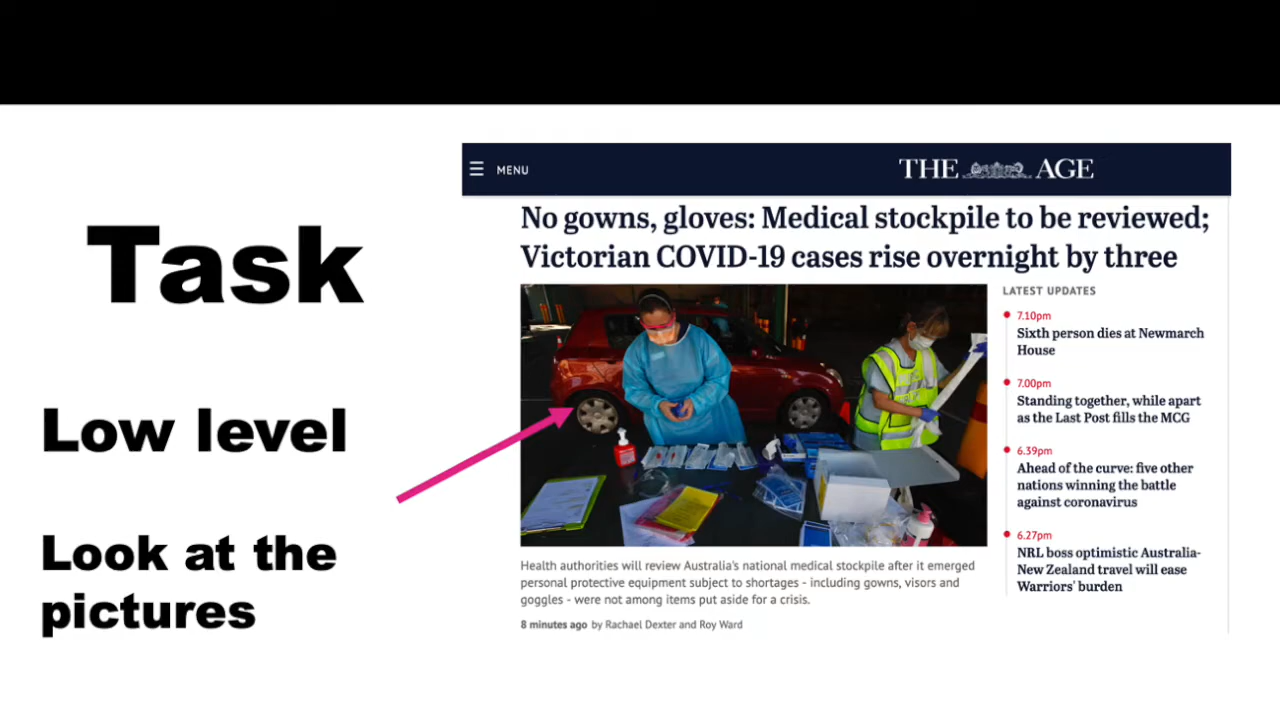 Task
Low level
Look at the
pictures
MENU
THE AGE
No gowns, gloves: Medical stockpile to be reviewed;
Victorian COVID-19 cases rise overnight by three
LATEST UPDATES
7.10pm
Sixth person dies at Newmarch
House
7.00pm
Standing together, while apart
as the Last Post fills the MCG
6.39pm
Ahead of the curve: five other
nations winning the battle
against coronavirus
6.27pm
NRL boss optimistic Australia-
New Zealand travel will ease
Warriors' burden
Health authorities will review Australia's national medical stockpile after it emerged
personal protective equipment subject to shortages - including gowns, visors and
goggles - were not among items put aside for a crisis.
8 minutes ago by Rachael Dexter and Roy Ward